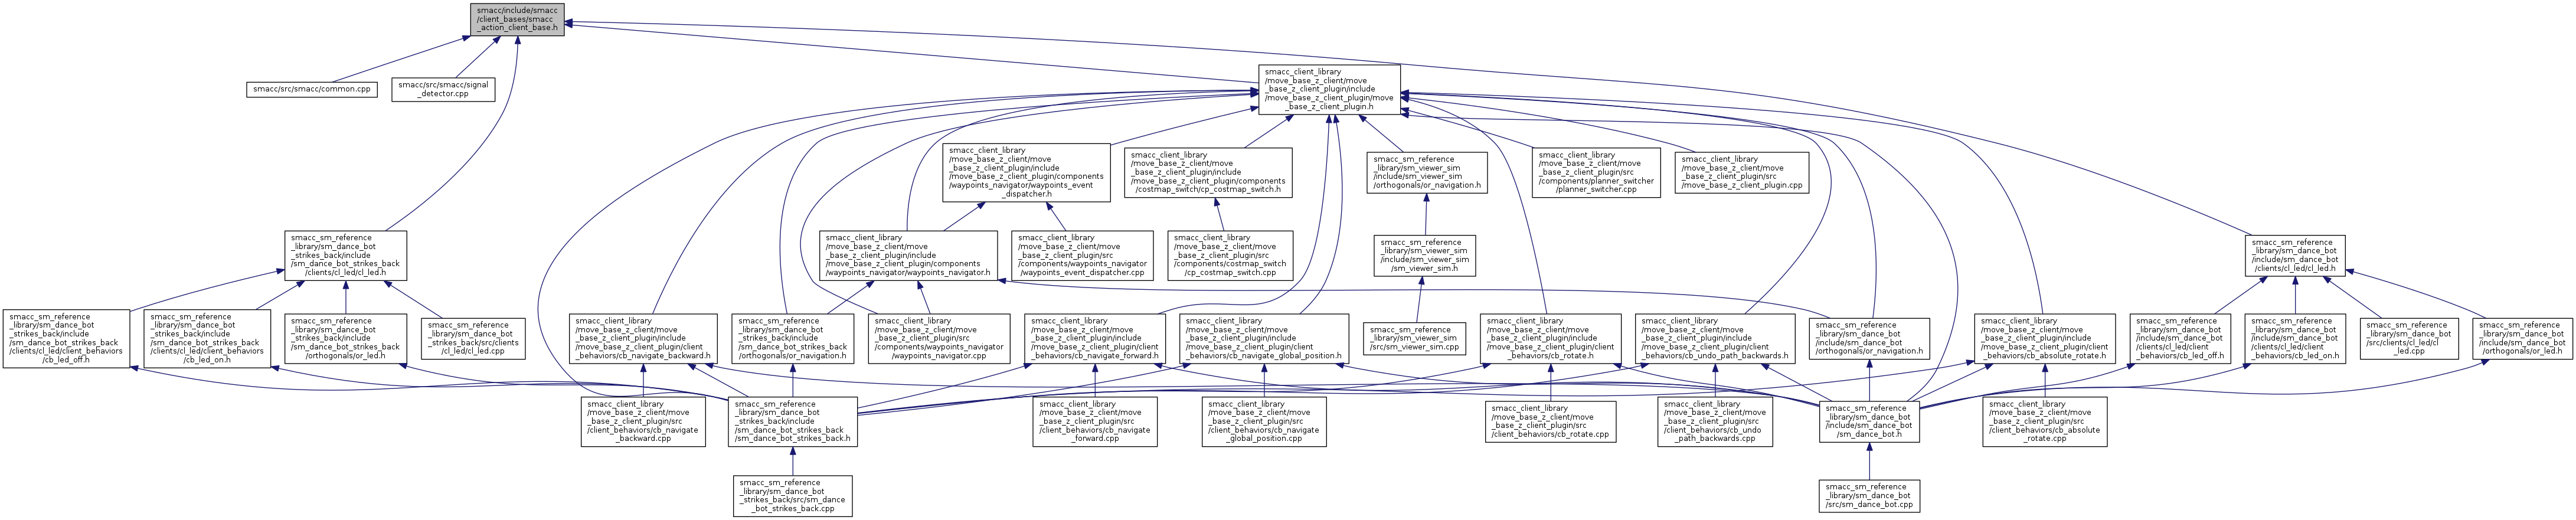 smacc/include/smacc
/client_bases/smacc
_action_client_base.h
smacc/src/smacc/common.cpp
smacc/src/smacc/signal
_detector.cpp
smacc_client_library
/move_base_z_client/move
_base_z_client_plugin/include
/move_base_z_client_plugin/move
_base_z_client_plugin.h
smacc_client_library
/move_base_z_client/move
_base_z_client_plugin/include
/move_base_z_client_plugin/components
/waypoints_navigator/waypoints_event
_dispatcher.h
smacc_client_library
/move_base_z_client/move
_base_z_client_plugin/include
/move_base_z_client_plugin/components
/costmap_switch/cp_costmap_switch.h
smacc_sm_reference
_library/sm_viewer_sim
/include/sm_viewer_sim
/orthogonals/or_navigation.h
smacc_client_library
/move_base_z_client/move
_base_z_client_plugin/src
/components/planner_switcher
/planner_switcher.cpp
smacc_client_library
/move_base_z_client/move
_base_z_client_plugin/src
/move_base_z_client_plugin.cpp
smacc_sm_reference
_library/sm_dance_bot
_strikes_back/include
/sm_dance_bot_strikes_back
/clients/cl_led/cl_led.h
smacc_client_library
/move_base_z_client/move
_base_z_client_plugin/include
/move_base_z_client_plugin/components
/waypoints_navigator/waypoints_navigator.h
smacc_client_library
/move_base_z_client/move
_base_z_client_plugin/src
/components/waypoints_navigator
/waypoints_event_dispatcher.cpp
smacc_client_library
/move_base_z_client/move
_base_z_client_plugin/src
/components/costmap_switch
/cp_costmap_switch.cpp
smacc_sm_reference
_library/sm_viewer_sim
/include/sm_viewer_sim
/sm_viewer_sim.h
smacc_sm_reference
_library/sm_dance_bot
/include/sm_dance_bot
/clients/cl_led/cl_led.h
smacc_sm_reference
_library/sm_dance_bot
_strikes_back/include
/sm_dance_bot_strikes_back
/clients/cl_led/client_behaviors
/cb_led_off.h
smacc_sm_reference
_library/sm_dance_bot
_strikes_back/include
/sm_dance_bot_strikes_back
/clients/cl_led/client_behaviors
/cb_led_on.h
smacc_sm_reference
_library/sm_dance_bot
_strikes_back/include
/sm_dance_bot_strikes_back
/orthogonals/or_led.h
smacc_sm_reference
_library/sm_dance_bot
_strikes_back/src/clients
/cl_led/cl_led.cpp
smacc_client_library
/move_base_z_client/move
_base_z_client_plugin/include
/move_base_z_client_plugin/client
_behaviors/cb_navigate_backward.h
smacc_sm_reference
_library/sm_dance_bot
_strikes_back/include
/sm_dance_bot_strikes_back
/orthogonals/or_navigation.h
smacc_client_library
/move_base_z_client/move
_base_z_client_plugin/src
/components/waypoints_navigator
/waypoints_navigator.cpp
smacc_client_library
/move_base_z_client/move
_base_z_client_plugin/include
/move_base_z_client_plugin/client
_behaviors/cb_navigate_forward.h
smacc_client_library
/move_base_z_client/move
_base_z_client_plugin/include
/move_base_z_client_plugin/client
_behaviors/cb_navigate_global_position.h
smacc_sm_reference
_library/sm_viewer_sim
/src/sm_viewer_sim.cpp
smacc_client_library
/move_base_z_client/move
_base_z_client_plugin/include
/move_base_z_client_plugin/client
_behaviors/cb_rotate.h
smacc_client_library
/move_base_z_client/move
_base_z_client_plugin/include
/move_base_z_client_plugin/client
_behaviors/cb_undo_path_backwards.h
smacc_sm_reference
_library/sm_dance_bot
/include/sm_dance_bot
/orthogonals/or_navigation.h
smacc_client_library
/move_base_z_client/move
_base_z_client_plugin/include
/move_base_z_client_plugin/client
_behaviors/cb_absolute_rotate.h
smacc_sm_reference
_library/sm_dance_bot
/include/sm_dance_bot
/clients/cl_led/client
_behaviors/cb_led_off.h
smacc_sm_reference
_library/sm_dance_bot
/include/sm_dance_bot
/clients/cl_led/client
_behaviors/cb_led_on.h
smacc_sm_reference
_library/sm_dance_bot
/src/clients/cl_led/cl
_led.cpp
smacc_sm_reference
_library/sm_dance_bot
/include/sm_dance_bot
/orthogonals/or_led.h
smacc_client_library
/move_base_z_client/move
_base_z_client_plugin/src
/client_behaviors/cb_navigate
_backward.cpp
smacc_sm_reference
_library/sm_dance_bot
_strikes_back/include
/sm_dance_bot_strikes_back
/sm_dance_bot_strikes_back.h
smacc_client_library
/move_base_z_client/move
_base_z_client_plugin/src
/client_behaviors/cb_navigate
_forward.cpp
smacc_client_library
/move_base_z_client/move
_base_z_client_plugin/src
/client_behaviors/cb_navigate
_global_position.cpp
smacc_client_library
/move_base_z_client/move
_base_z_client_plugin/src
/client_behaviors/cb_rotate.cpp
smacc_client_library
/move_base_z_client/move
_base_z_client_plugin/src
/client_behaviors/cb_undo
_path_backwards.cpp
smacc_sm_reference
_library/sm_dance_bot
/include/sm_dance_bot
/sm_dance_bot.h
smacc_client_library
/move_base_z_client/move
_base_z_client_plugin/src
/client_behaviors/cb_absolute
_rotate.cpp
smacc_sm_reference
_library/sm_dance_bot
_strikes_back/src/sm_dance
_bot_strikes_back.cpp
smacc_sm_reference
_library/sm_dance_bot
/src/sm_dance_bot.cpp